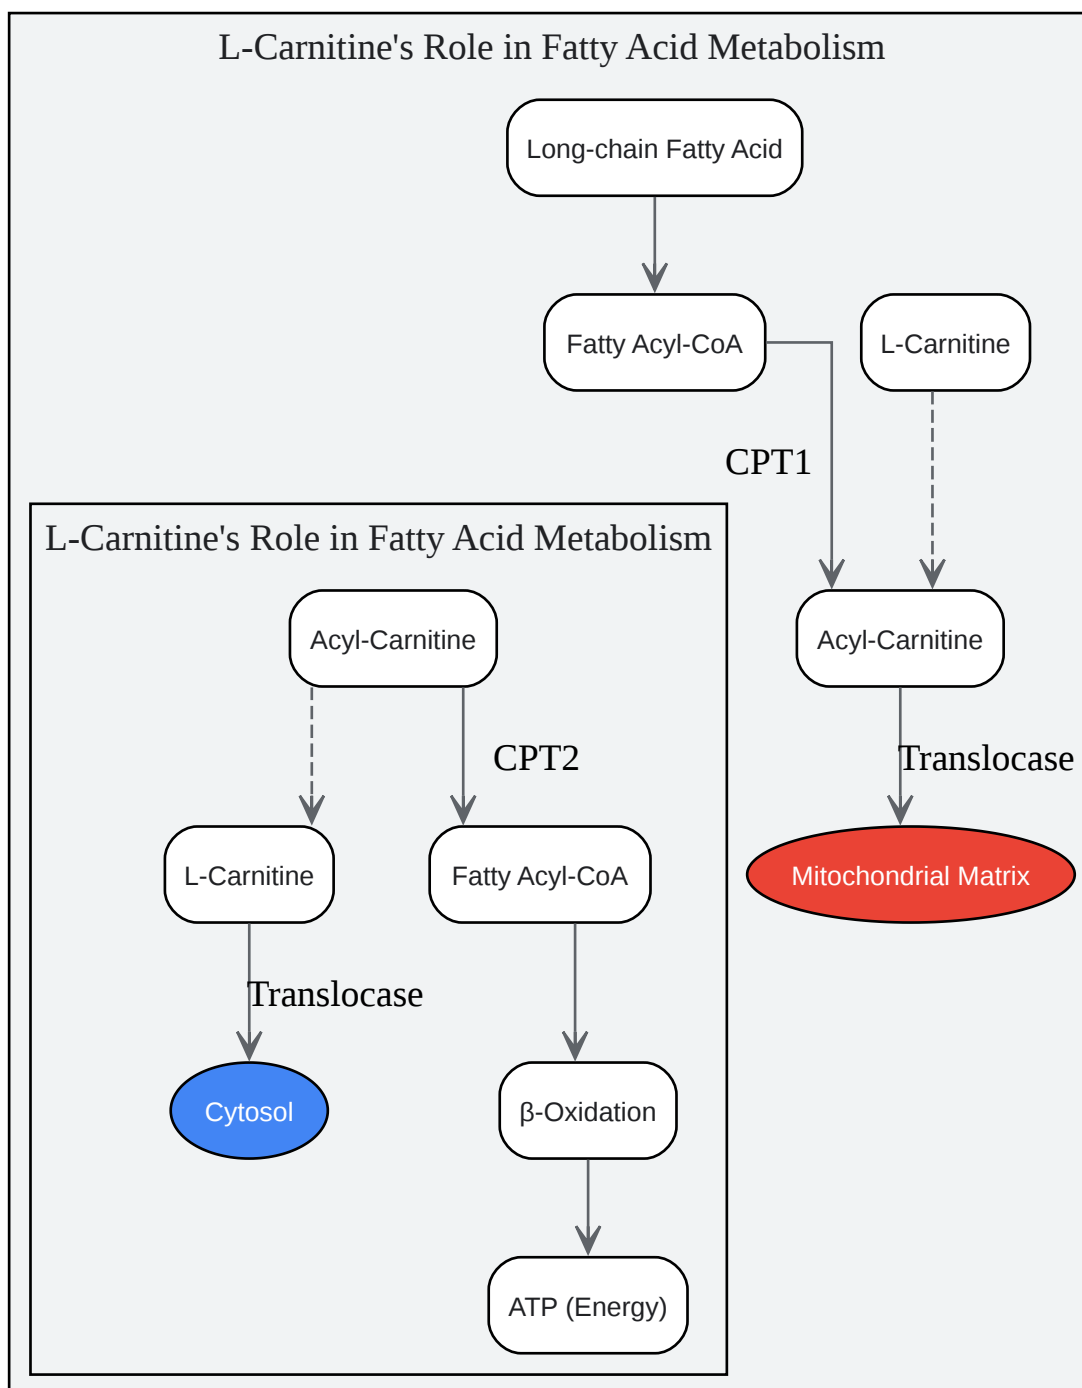 L-Carnitine's Role in Fatty Acid Metabolism
Long-chain Fatty Acid
Fatty Acyl-CoA
L-Carnitine
CPT1
L-Carnitine's Role in Fatty Acid Metabolism
Acyl-Carnitine
Acyl-Carnitine
CPT2
Translocase
L-Carnitine
Fatty Acyl-CoA
Mitochondrial Matrix
Translocase
Cytosol
β-Oxidation
ATP (Energy)